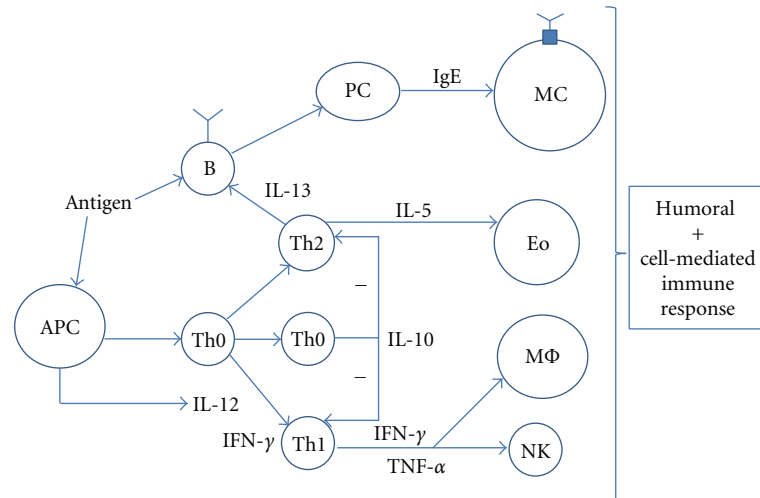 IgE
PC
MC
B
IL-13
Antigen
IL-5
Th2
Eo
Humoral
+
cell-mediated
immune
response
−
APC
Th0
Th0
IL-10
MΦ
−
IL-12
IFN-γ
Th1
IFN-γ
TNF-α
NK